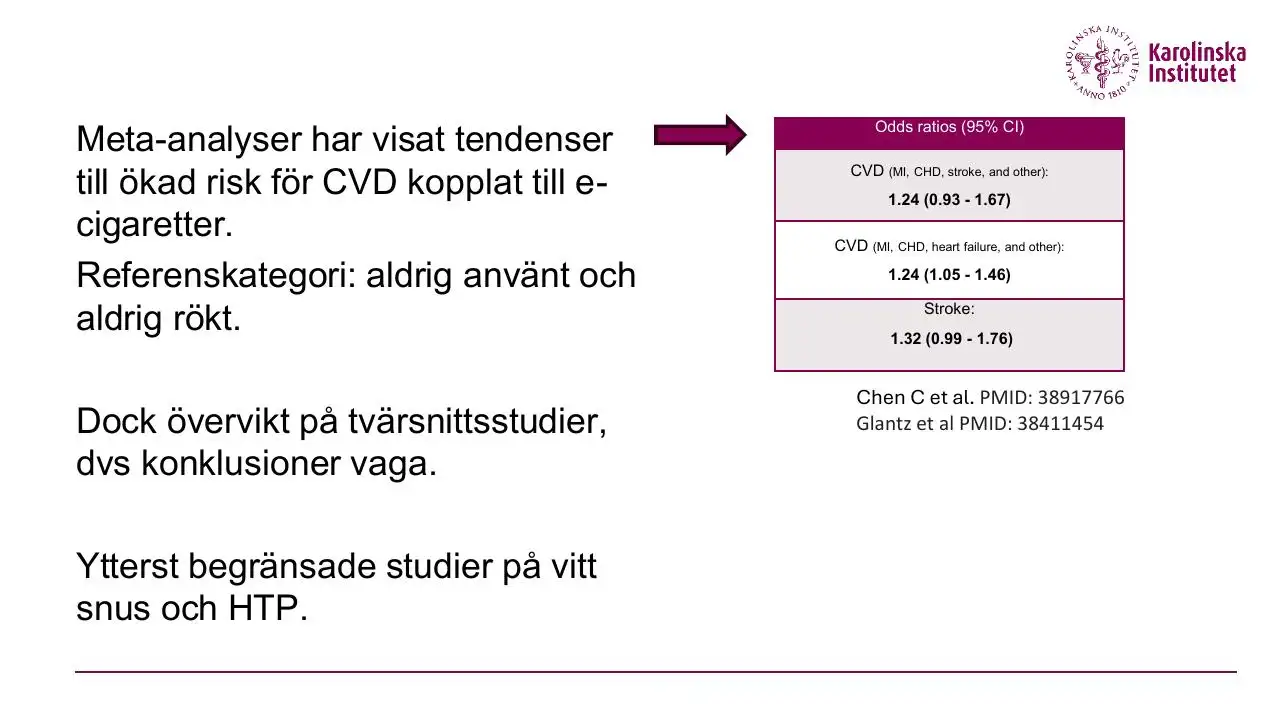 KAROLINSKA INSTITUTET
ANNO 1810
Karolinska
Institutet
Meta-analyser har visat tendenser
till ökad risk för CVD kopplat till e-
cigaretter.
Referenskategori: aldrig använt och
aldrig rökt.
Dock övervikt på tvärsnittsstudier,
dvs konklusioner vaga.
Ytterst begränsade studier på vitt
snus och HTP.
Odds ratios (95% CI)
CVD (MI, CHD, stroke, and other):
1.24 (0.93 - 1.67)
CVD (MI, CHD, heart failure, and other):
1.24 (1.05 - 1.46)
Stroke:
1.32 (0.99 - 1.76)
Chen C et al. PMID: 38917766
Glantz et al PMID: 38411454